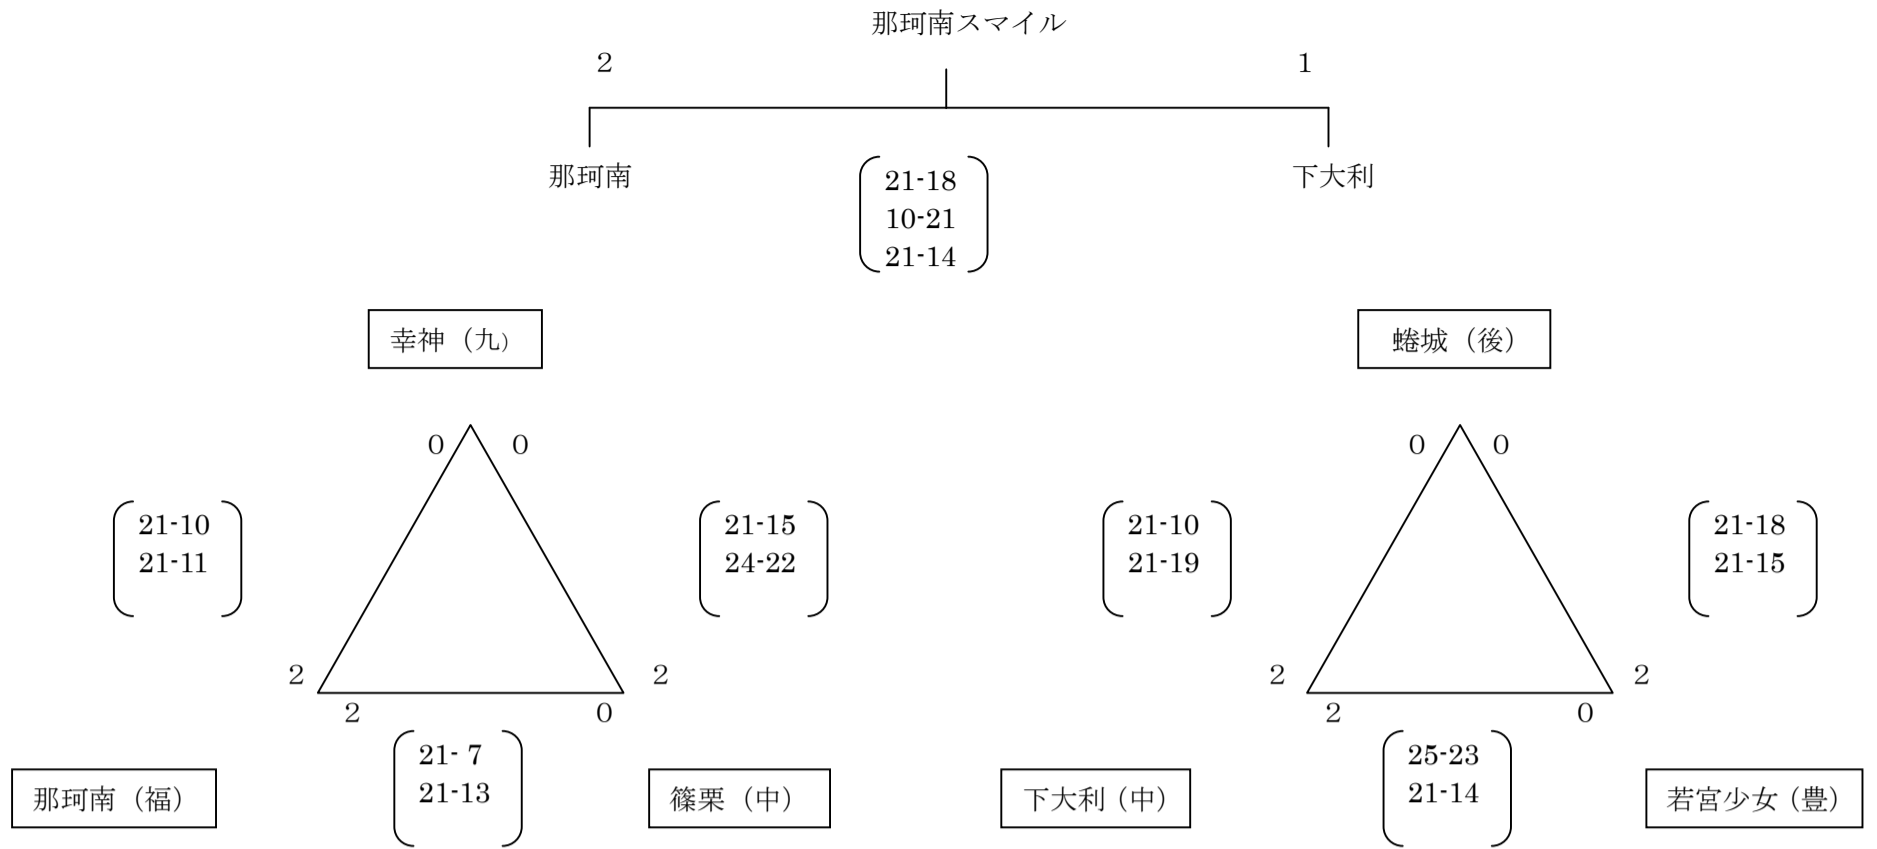 那珂南スマイル
2 1
那珂南 下大利
21-18
10-21
21-14
幸神（九） 蜷城（後）
0 0 0 0
21-10 21-15 21-10 21-18
21-11 24-22 21-19 21-15
2 2 2 2
2 0 2 0
21- 7 25-23
21-13 21-14
那珂南（福） 篠栗（中） 下大利（中） 若宮少女（豊）